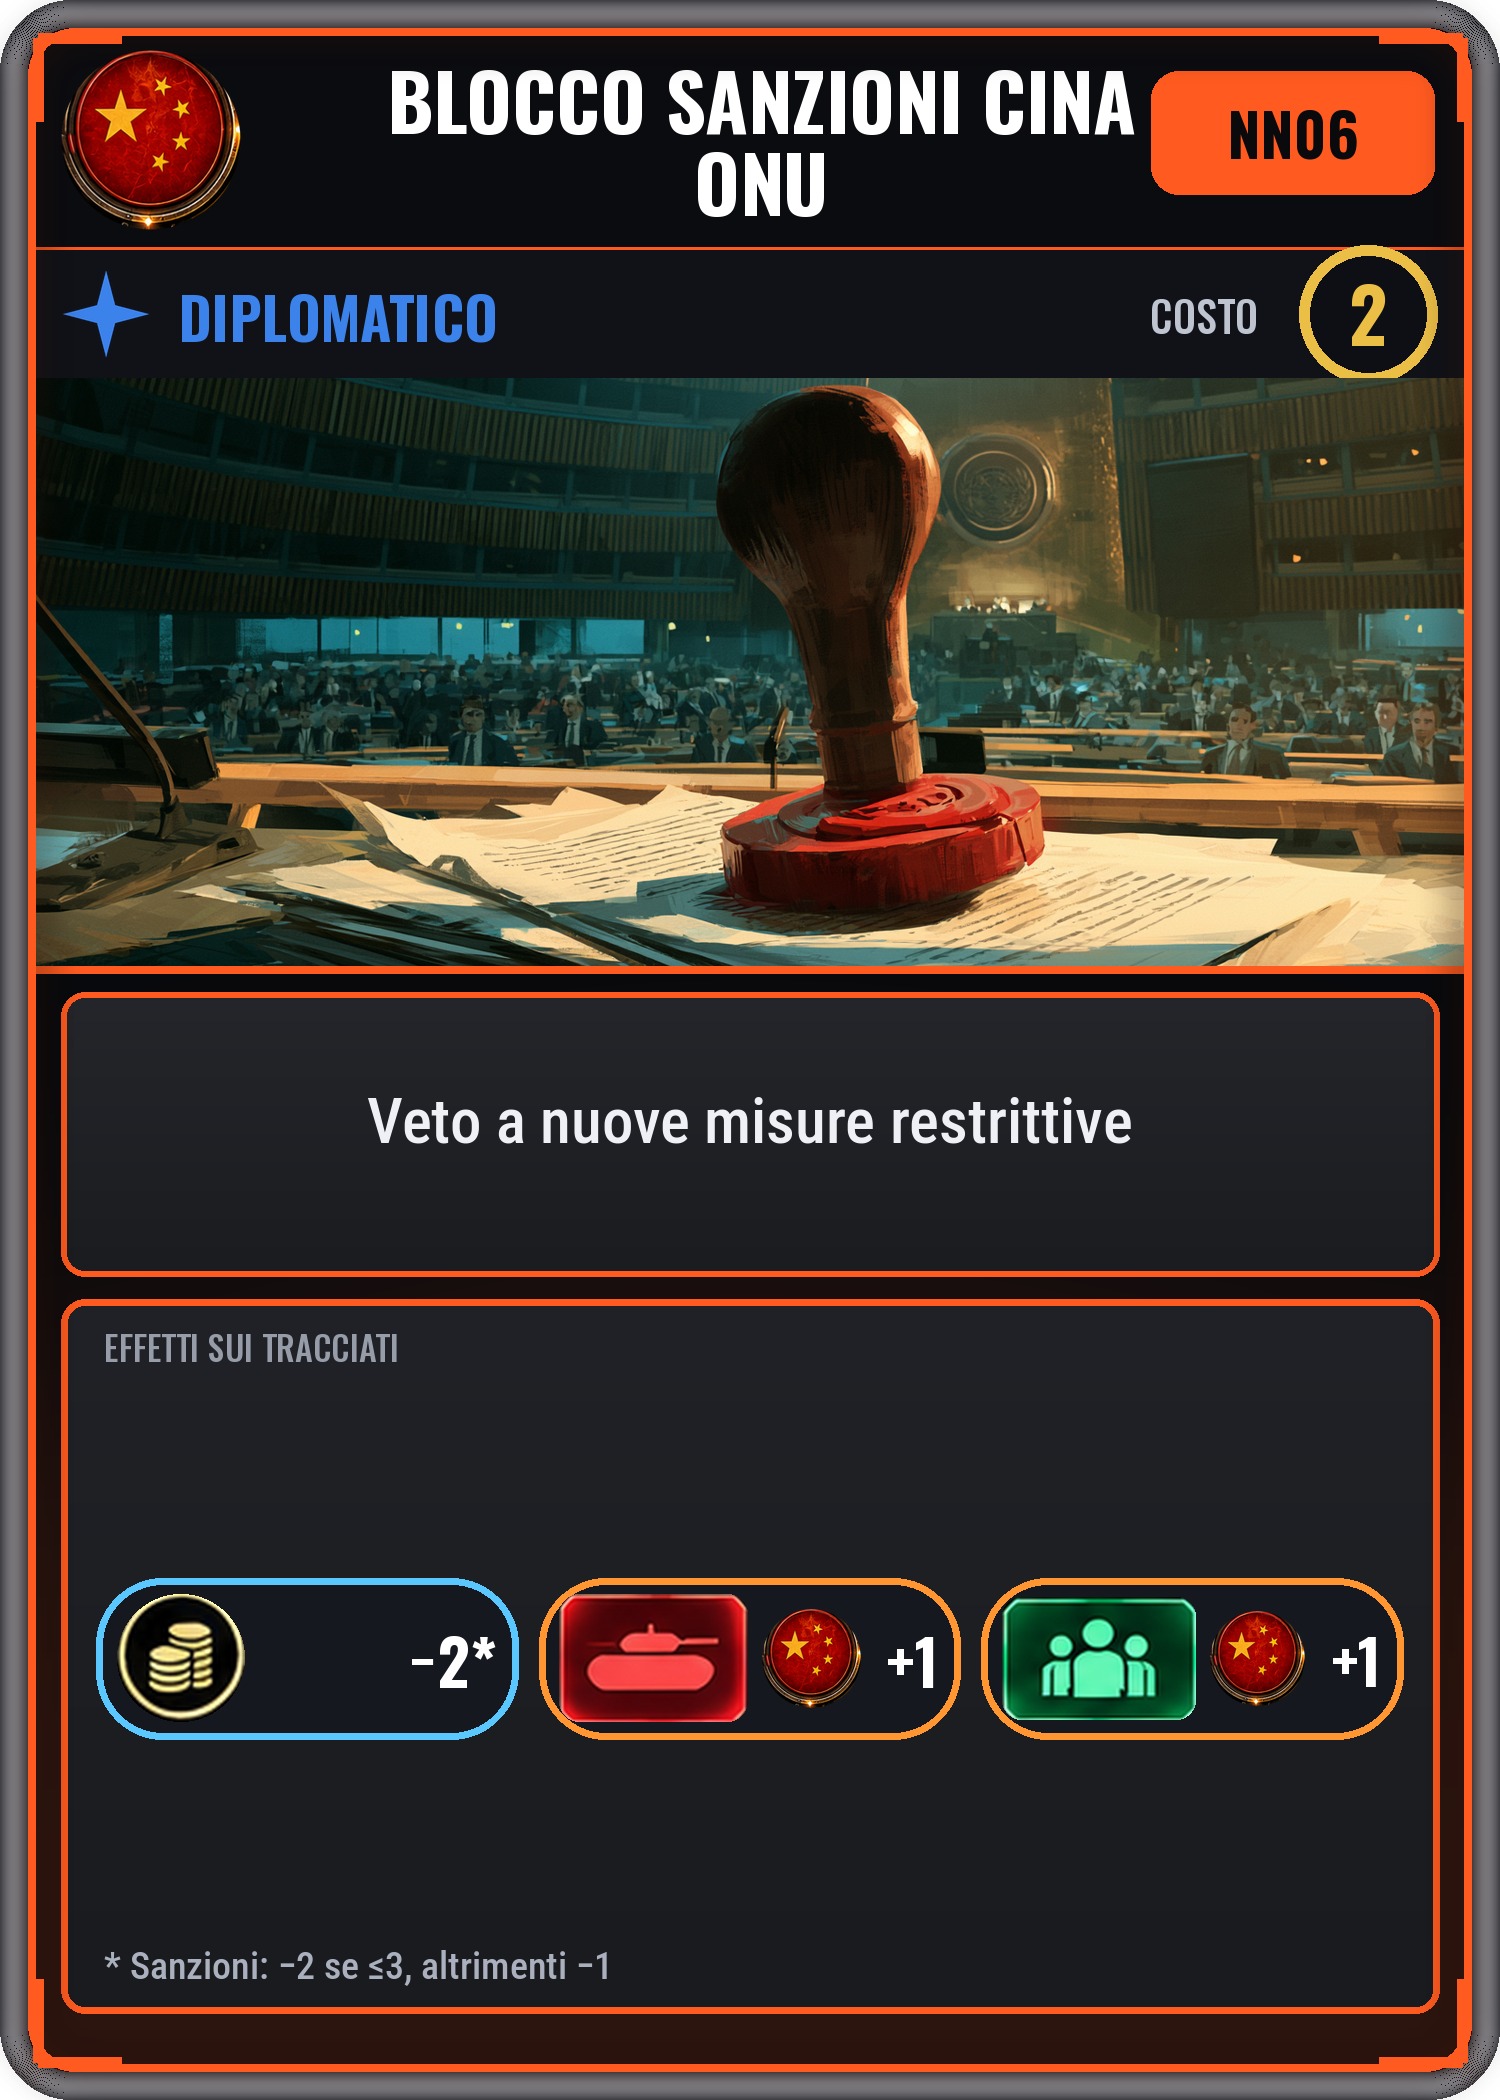 BLOCCO SANZIONI CINA
ONU
NN06
DIPLOMATICO
COSTO
2
Veto a nuove misure restrittive
EFFETTI SUI TRACCIATI
−2*
+1
+1
* Sanzioni: −2 se ≤3, altrimenti −1